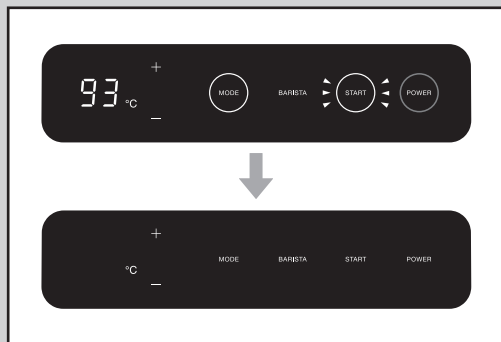 +
93 °C
−
MODE
BARISTA
START
POWER
+
°C
−
MODE
BARISTA
START
POWER